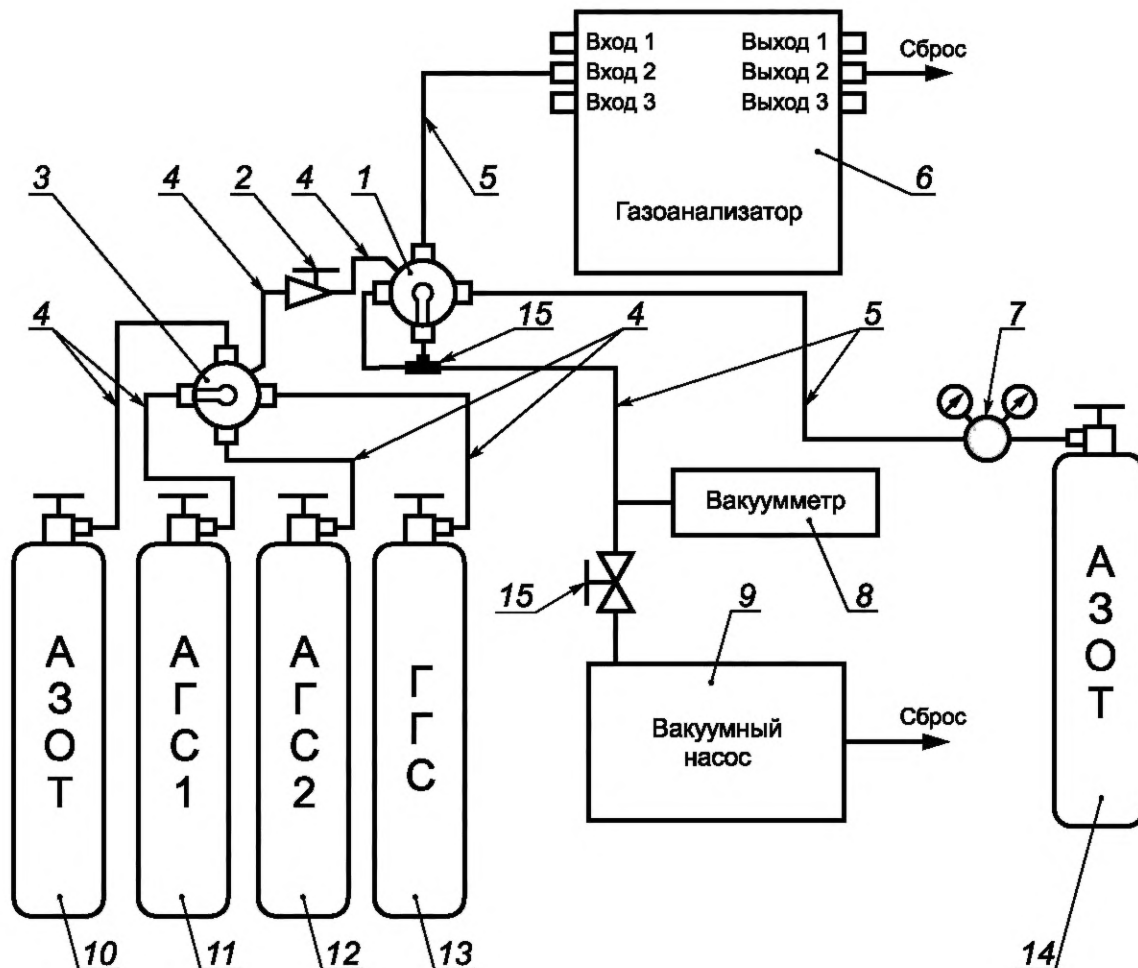 Вход 1 Выход 1
Сброс
Вход 2 Выход 2
Вход 3 Выход 3
3 4 2 4 1 5 6
Газоанализатор
4 15 4 5 7
Вакуумметр
15 9 8
АЗОТ
АГС1
АГС2
ГГС
АЗОТ
Вакуумный
насос
Сброс
10 11 12 13 14